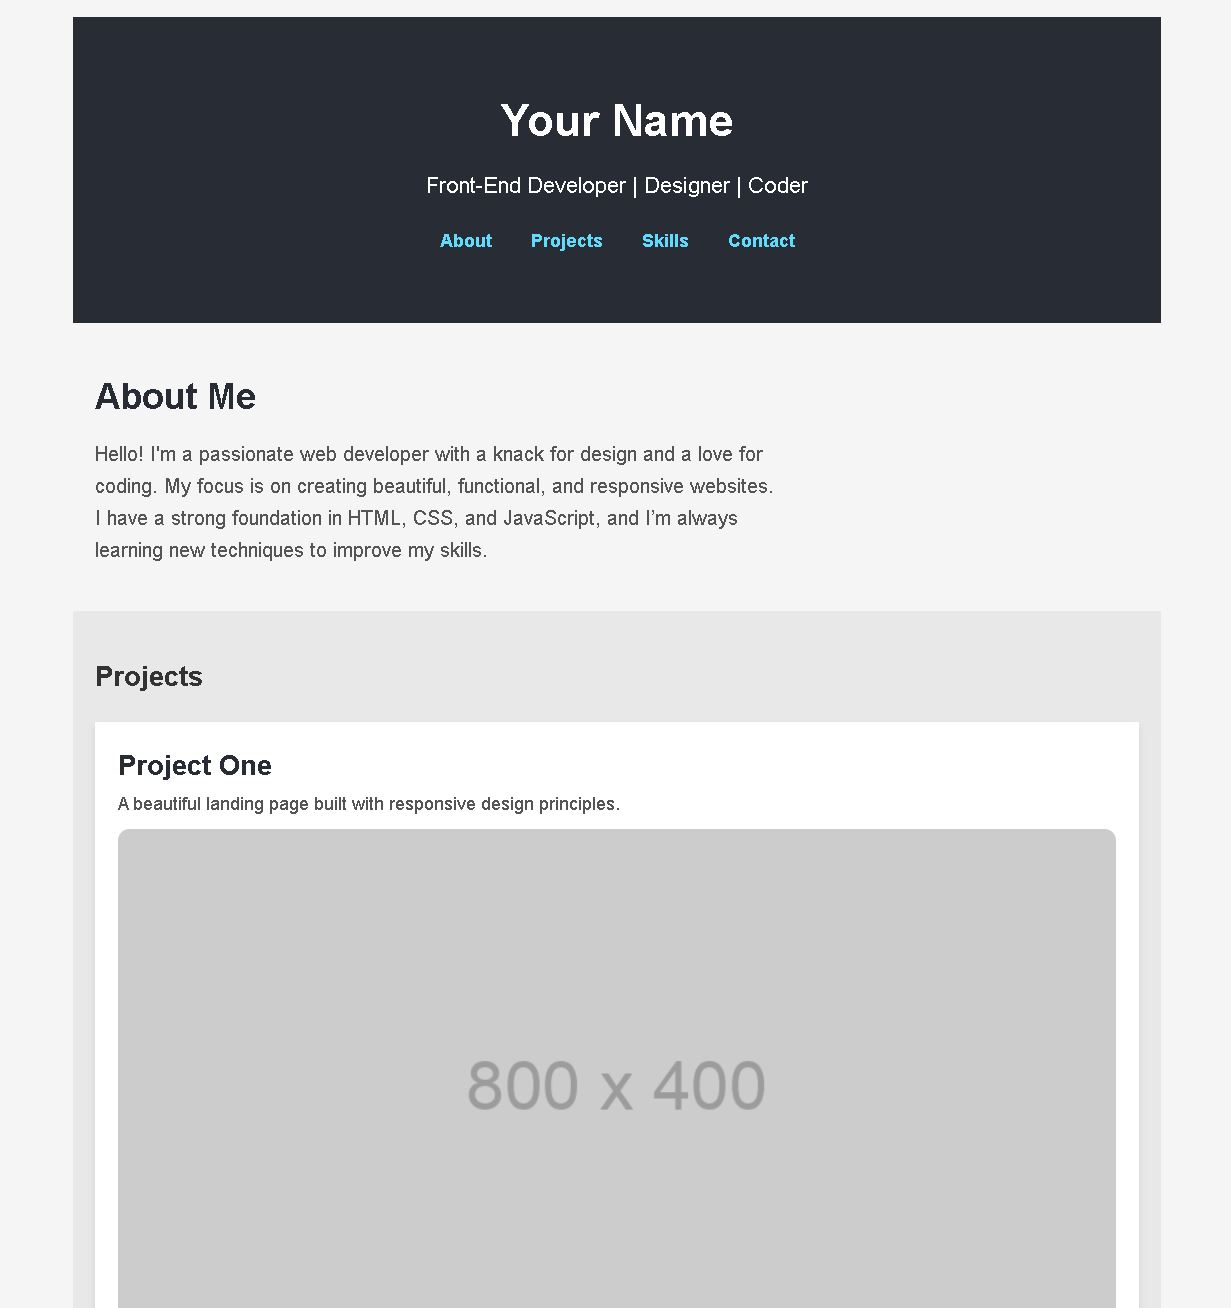 Your Name
Front-End Developer | Designer | Coder
About Projects Skills Contact
About Me
Hello! I'm a passionate web developer with a knack for design and a love for
coding. My focus is on creating beautiful, functional, and responsive websites.
I have a strong foundation in HTML, CSS, and JavaScript, and I’m always
learning new techniques to improve my skills.
Projects
Project One
A beautiful landing page built with responsive design principles.
800 x 400